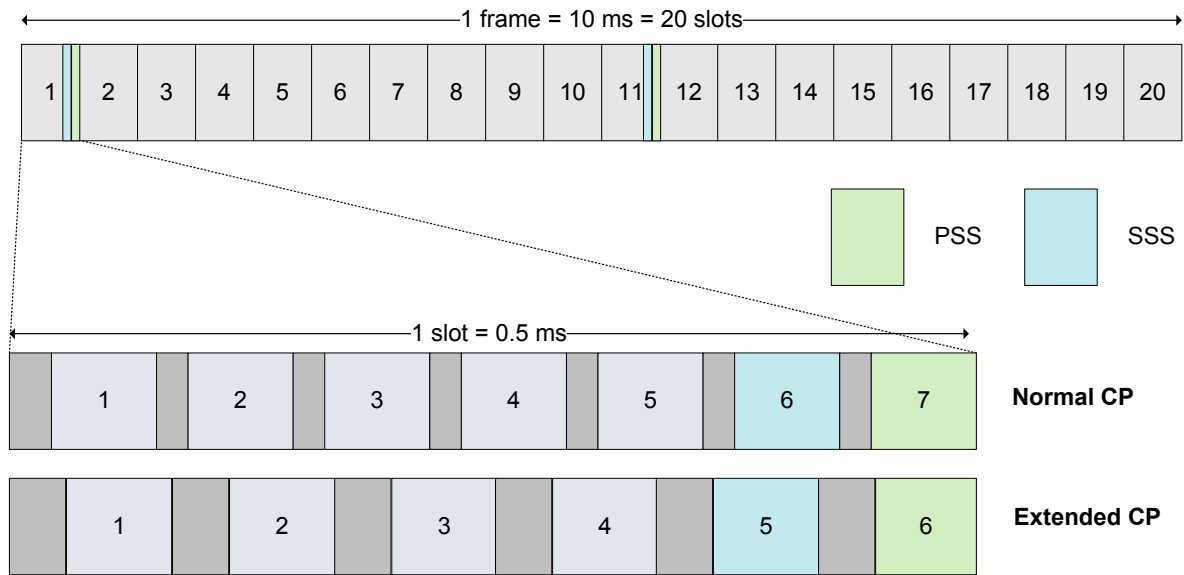 1 frame = 10 ms = 20 slots
1 2 3 4 5 6 7 8 9 10 11 12 13 14 15 16 17 18 19 20
PSS SSS
1 slot = 0.5 ms
1 2 3 4 5 6 7 Normal CP
1 2 3 4 5 6 Extended CP